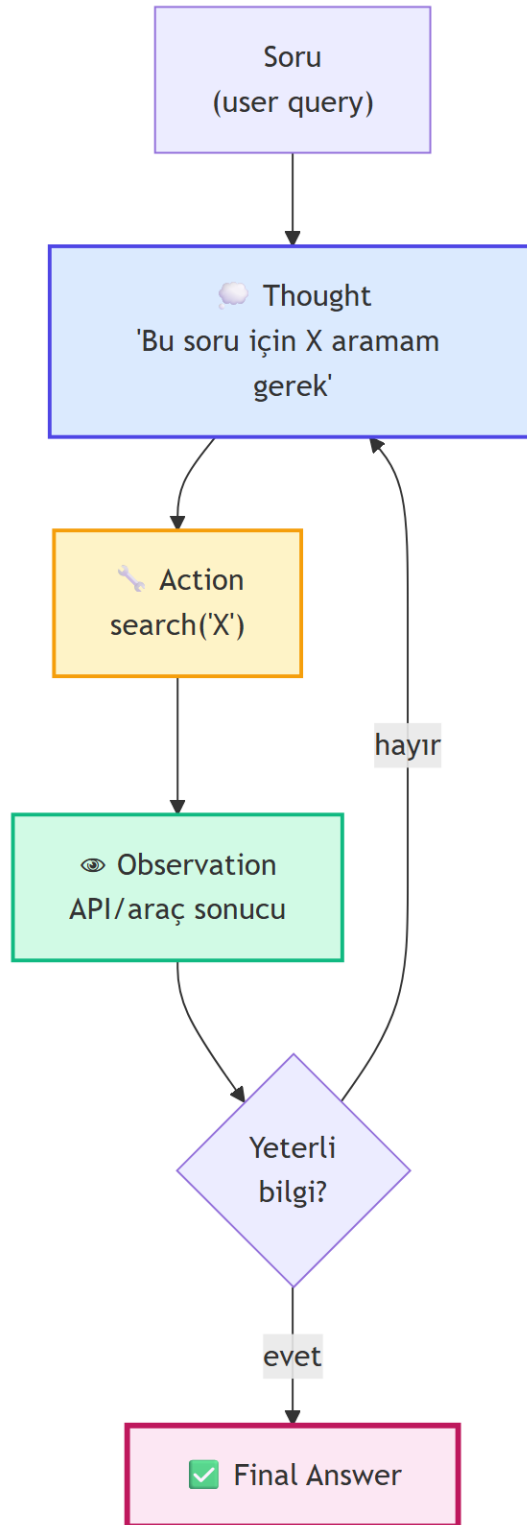 Soru
(user query)
💭 Thought
'Bu soru için X aramam
gerek'
🔧 Action
search('X')
👁 Observation
API/araç sonucu
hayır
Yeterli
bilgi?
evet
✅ Final Answer